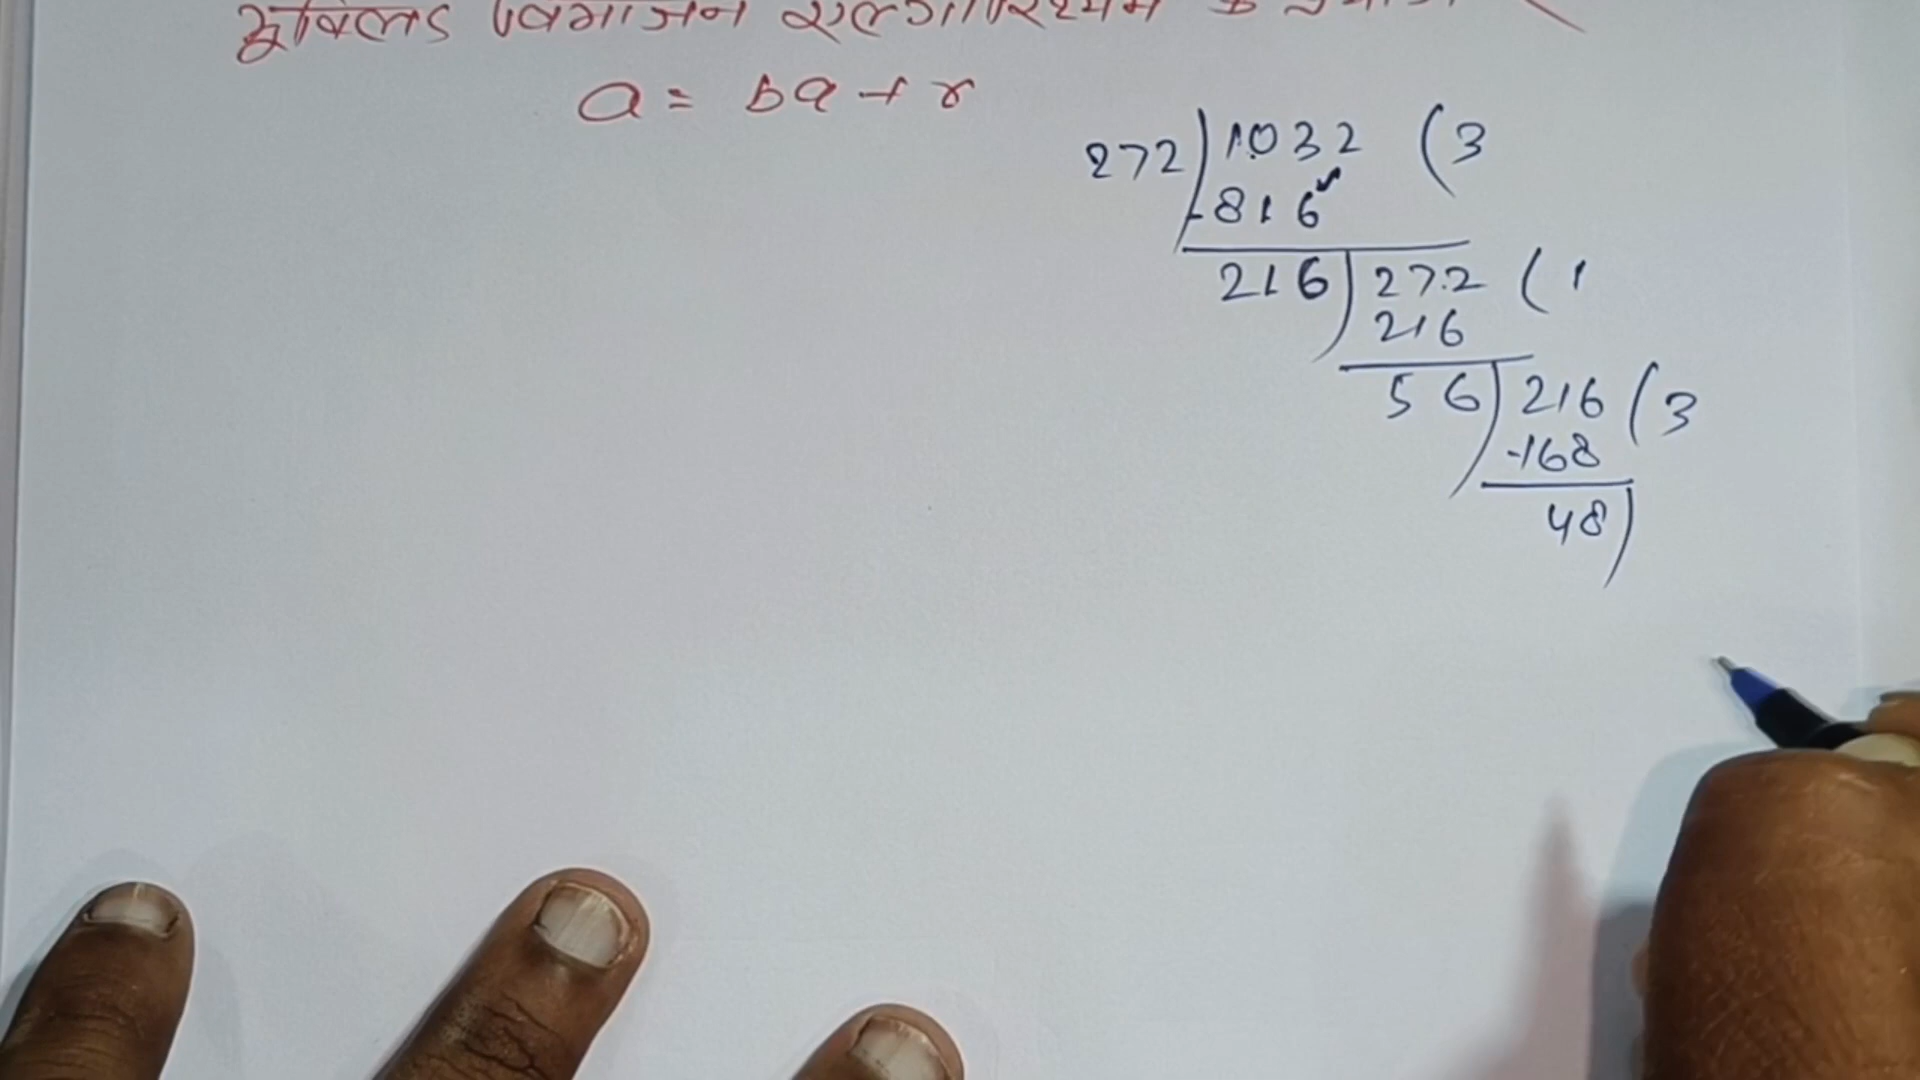 यूक्लिड विभाजन एल्गोरिथ्म के
a = bq + r
272) 1032 (3
-816
216) 272 (1
216
56) 216 (3
-168
48)